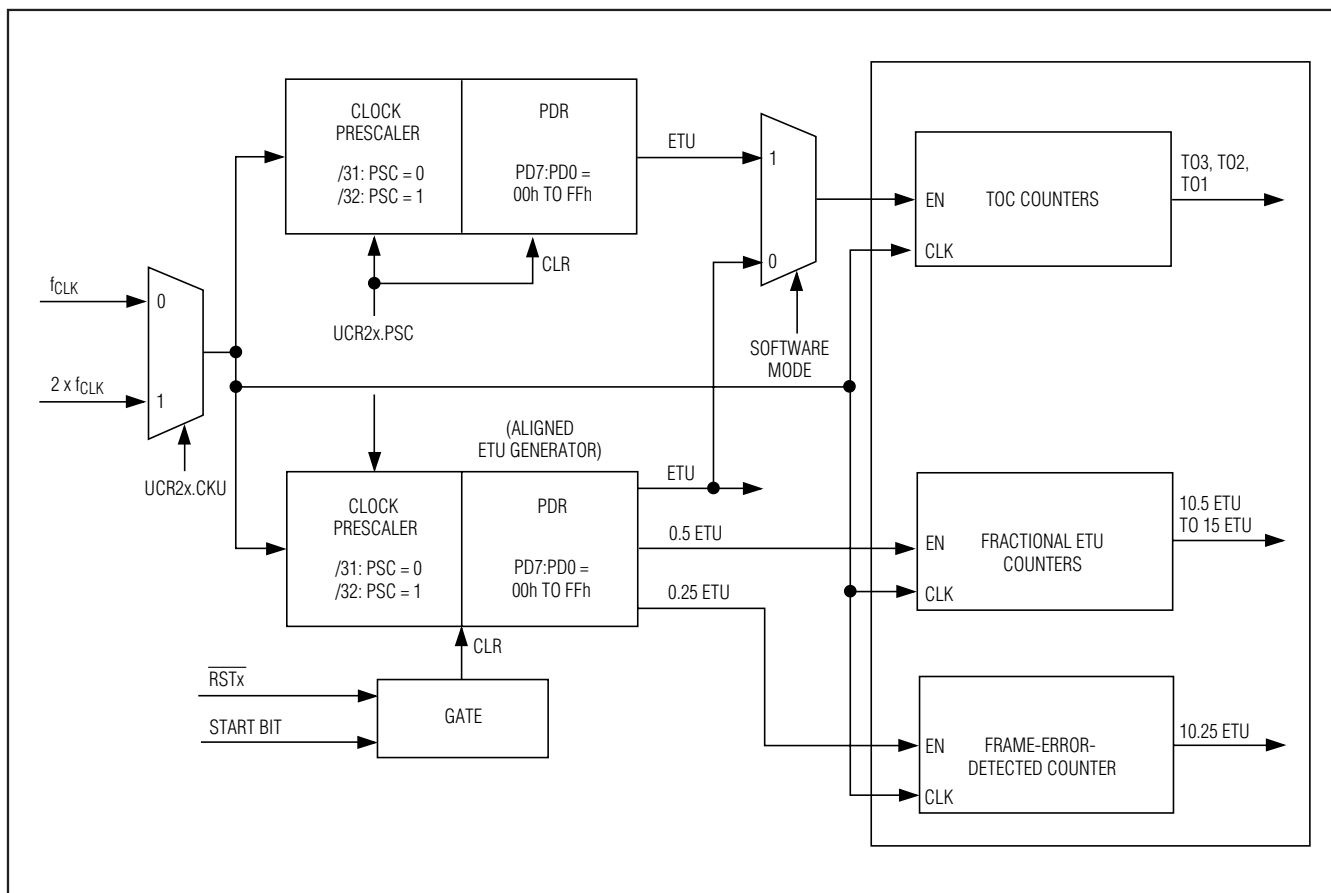 CLOCK
PRESCALER
/31: PSC = 0
/32: PSC = 1
PDR
PD7:PD0 =
00h TO FFh
ETU
CLR
UCR2x.PSC
1
0
SOFTWARE
MODE
EN
CLK
TOC COUNTERS
TO3, TO2,
TO1
fCLK
0
2 x fCLK
1
UCR2x.CKU
(ALIGNED
ETU GENERATOR)
CLOCK
PRESCALER
/31: PSC = 0
/32: PSC = 1
PDR
PD7:PD0 =
00h TO FFh
ETU
0.5 ETU
0.25 ETU
CLR
RSTx
START BIT
GATE
EN
CLK
FRACTIONAL ETU
COUNTERS
10.5 ETU
TO 15 ETU
EN
CLK
FRAME-ERROR-
DETECTED COUNTER
10.25 ETU